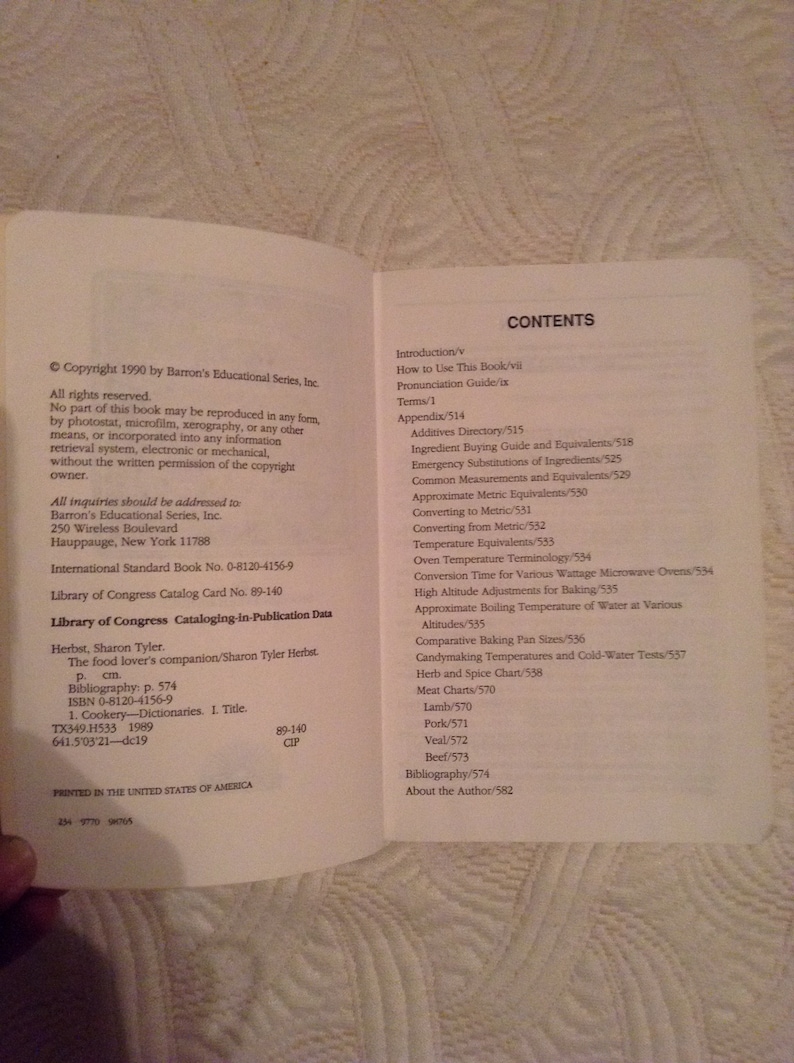 © Copyright 1990 by Barron's Educational Series, Inc.
All rights reserved.
No part of this book may be reproduced in any form,
by photostat, microfilm, xerography, or any other
means, or incorporated into any information
retrieval system, electronic or mechanical,
without the written permission of the copyright
owner.
All inquiries should be addressed to:
Barron's Educational Series, Inc.
250 Wireless Boulevard
Hauppauge, New York 11788
International Standard Book No. 0-8120-4156-9
Library of Congress Catalog Card No. 89-140
Library of Congress Cataloging-in-Publication Data
Herbst, Sharon Tyler.
The food lover's companion/Sharon Tyler Herbst.
p. cm.
Bibliography: p. 574
ISBN 0-8120-4156-9
1. Cookery—Dictionaries. I. Title.
TX349.H533 1989
641.5'03'21—dc19
89-140
CIP
PRINTED IN THE UNITED STATES OF AMERICA
234 9770 98765
CONTENTS
Introduction/v
How to Use This Book/vii
Pronunciation Guide/ix
Terms/1
Appendix/514
Additives Directory/515
Ingredient Buying Guide and Equivalents/518
Emergency Substitutions of Ingredients/525
Common Measurements and Equivalents/529
Approximate Metric Equivalents/530
Converting to Metric/531
Converting from Metric/532
Temperature Equivalents/533
Oven Temperature Terminology/534
Conversion Time for Various Wattage Microwave Ovens/534
High Altitude Adjustments for Baking/535
Approximate Boiling Temperature of Water at Various
Altitudes/535
Comparative Baking Pan Sizes/536
Candymaking Temperatures and Cold-Water Tests/537
Herb and Spice Chart/538
Meat Charts/570
Lamb/570
Pork/571
Veal/572
Beef/573
Bibliography/574
About the Author/582